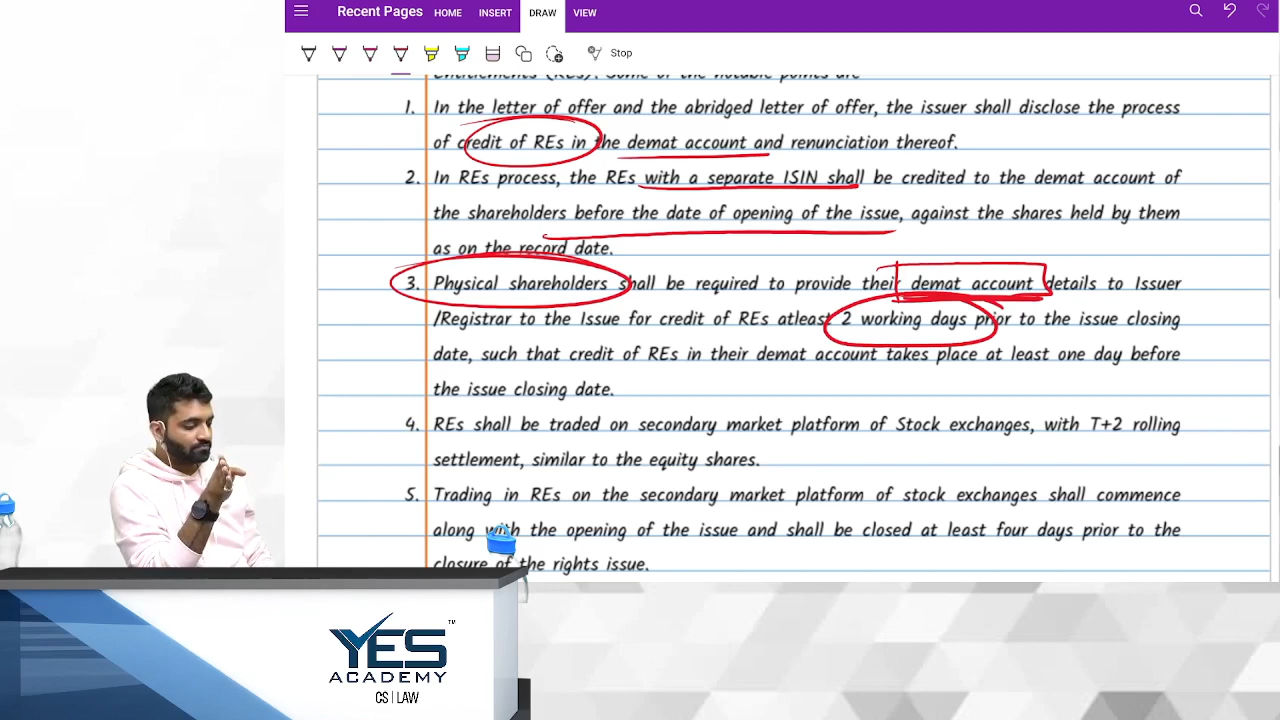 Recent Pages HOME INSERT DRAW VIEW
Stop
Entitlements (REs). Some of the notable points are
1. In the letter of offer and the abridged letter of offer, the issuer shall disclose the process
of credit of REs in the demat account and renunciation thereof.
2. In REs process, the REs with a separate ISIN shall be credited to the demat account of
the shareholders before the date of opening of the issue, against the shares held by them
as on the record date.
3. Physical shareholders shall be required to provide their demat account details to Issuer
/Registrar to the Issue for credit of REs atleast 2 working days prior to the issue closing
date, such that credit of REs in their demat account takes place at least one day before
the issue closing date.
4. REs shall be traded on secondary market platform of Stock exchanges, with T+2 rolling
settlement, similar to the equity shares.
5. Trading in REs on the secondary market platform of stock exchanges shall commence
along with the opening of the issue and shall be closed at least four days prior to the
closure of the rights issue.
YES™
ACADEMY
CS | LAW